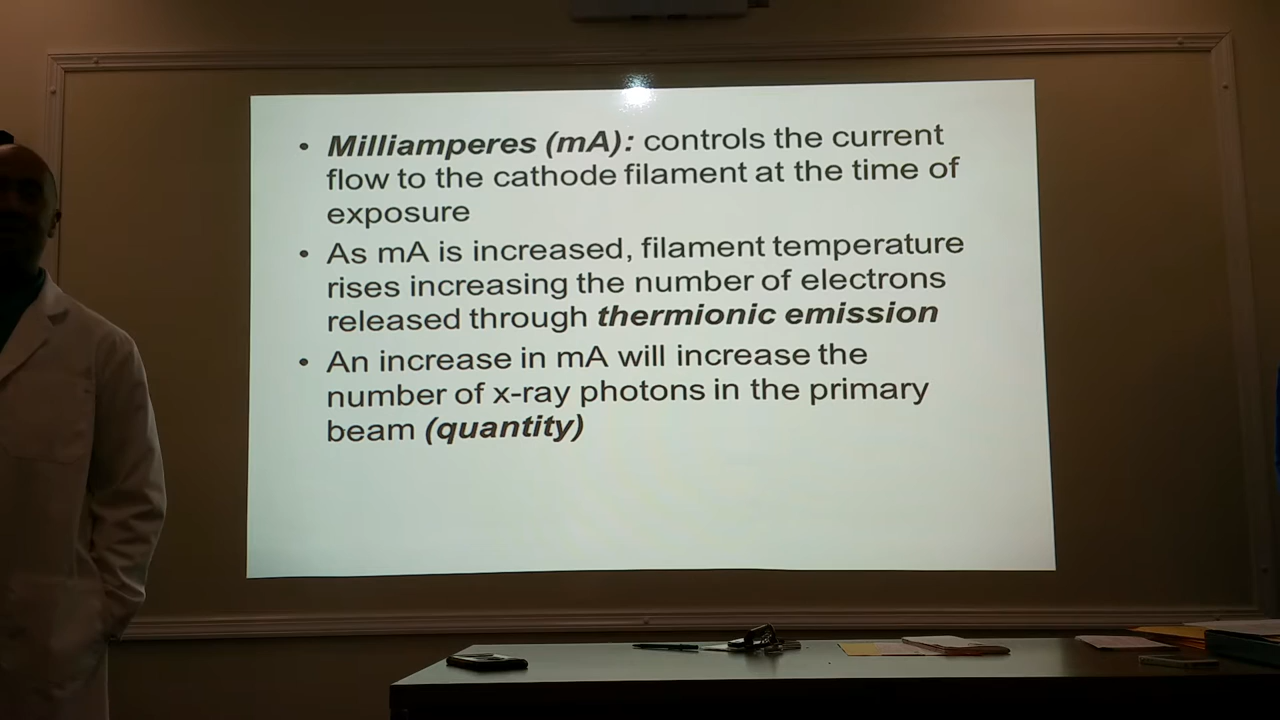 • Milliamperes (mA): controls the current
flow to the cathode filament at the time of
exposure
• As mA is increased, filament temperature
rises increasing the number of electrons
released through thermionic emission
• An increase in mA will increase the
number of x-ray photons in the primary
beam (quantity)